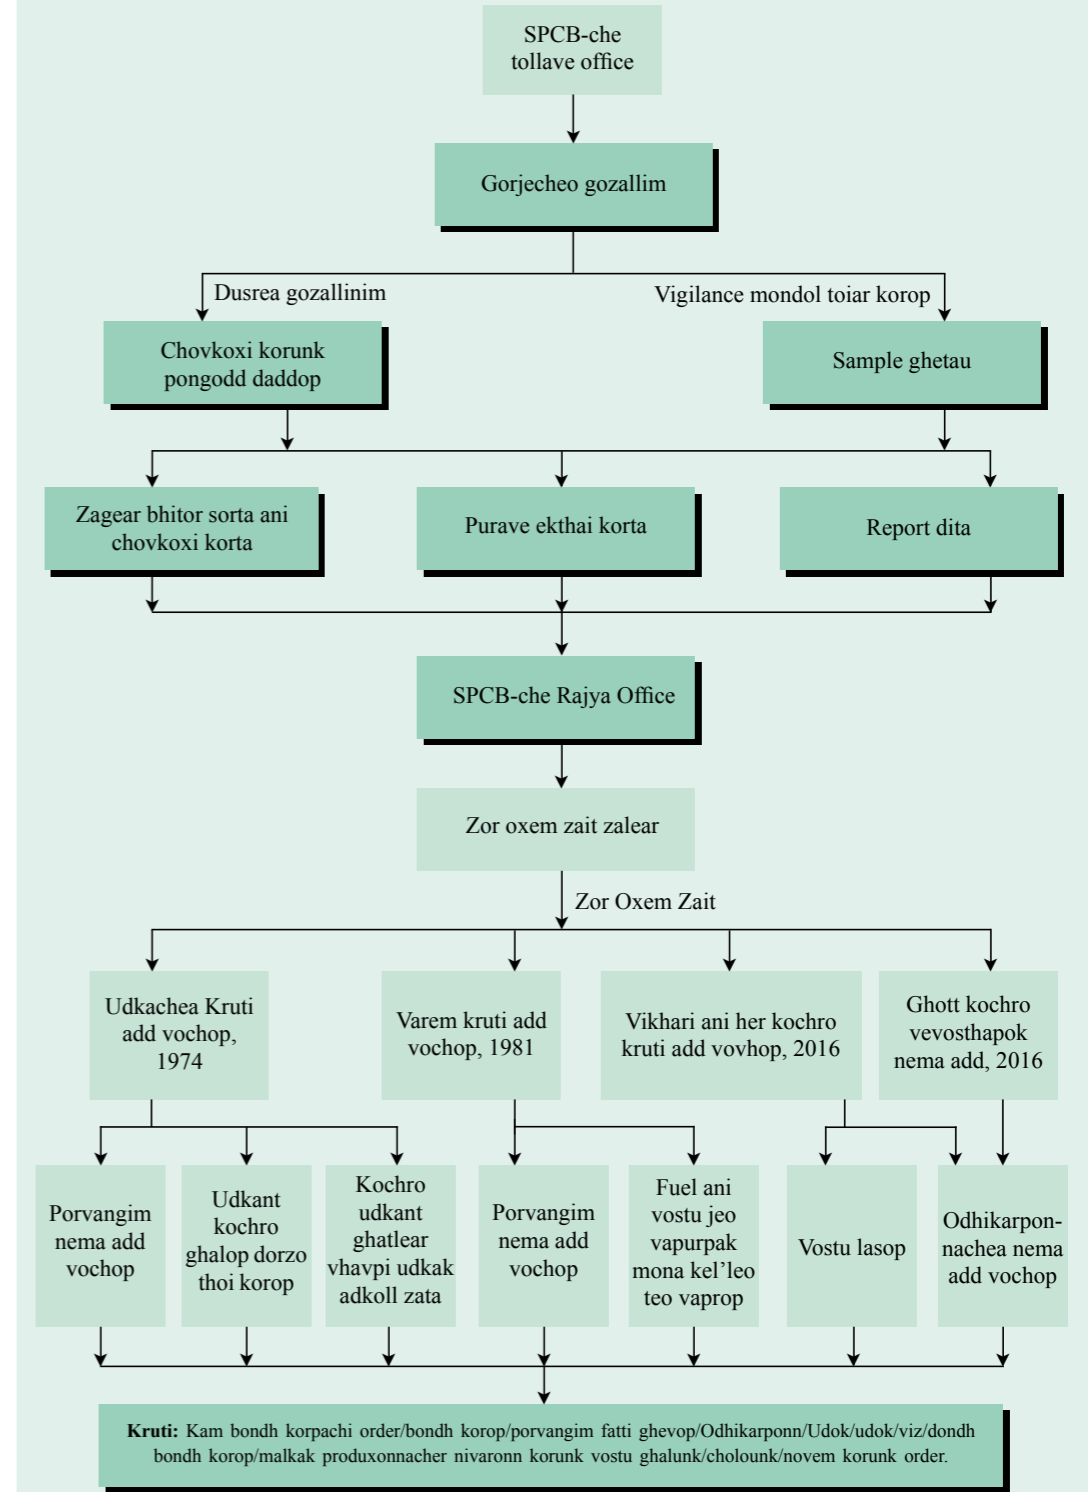 SPCB-che
tollave office
Gorjecheo gozallim
Dusrea gozallinim
Vigilance mondol toiar korop
Chovkoxi korunk
pongodd daddop
Sample ghetau
Zagear bhitor sorta ani
chovkoxi korta
Purave ekthai korta
Report dita
SPCB-che Rajya Office
Zor oxem zait zalear
Zor Oxem Zait
Udkachea Kruti
add vochop,
1974
Varem kruti add
vochop, 1981
Vikhari ani her kochro
kruti add vovhop, 2016
Ghott kochro
vevosthapok
nema add, 2016
Porvangim
nema add
vochop
Udkant
kochro
ghalop dorzo
thoi korop
Kochro
udkant
ghatlear
vhavpi udkak
adkoll zata
Porvangim
nema add
vochop
Fuel ani
vostu jeo
vapurpak
mona kel’leo
teo vaprop
Vostu lasop
Odhikarpon-
nachea nema
add vochop
Kruti: Kam bondh korpachi order/bondh korop/porvangim fatti ghevop/Odhikarponn/Udok/udok/viz/dondh
bondh korop/malkak produxonnacher nivaronn korunk vostu ghalunk/cholounk/novem korunk order.